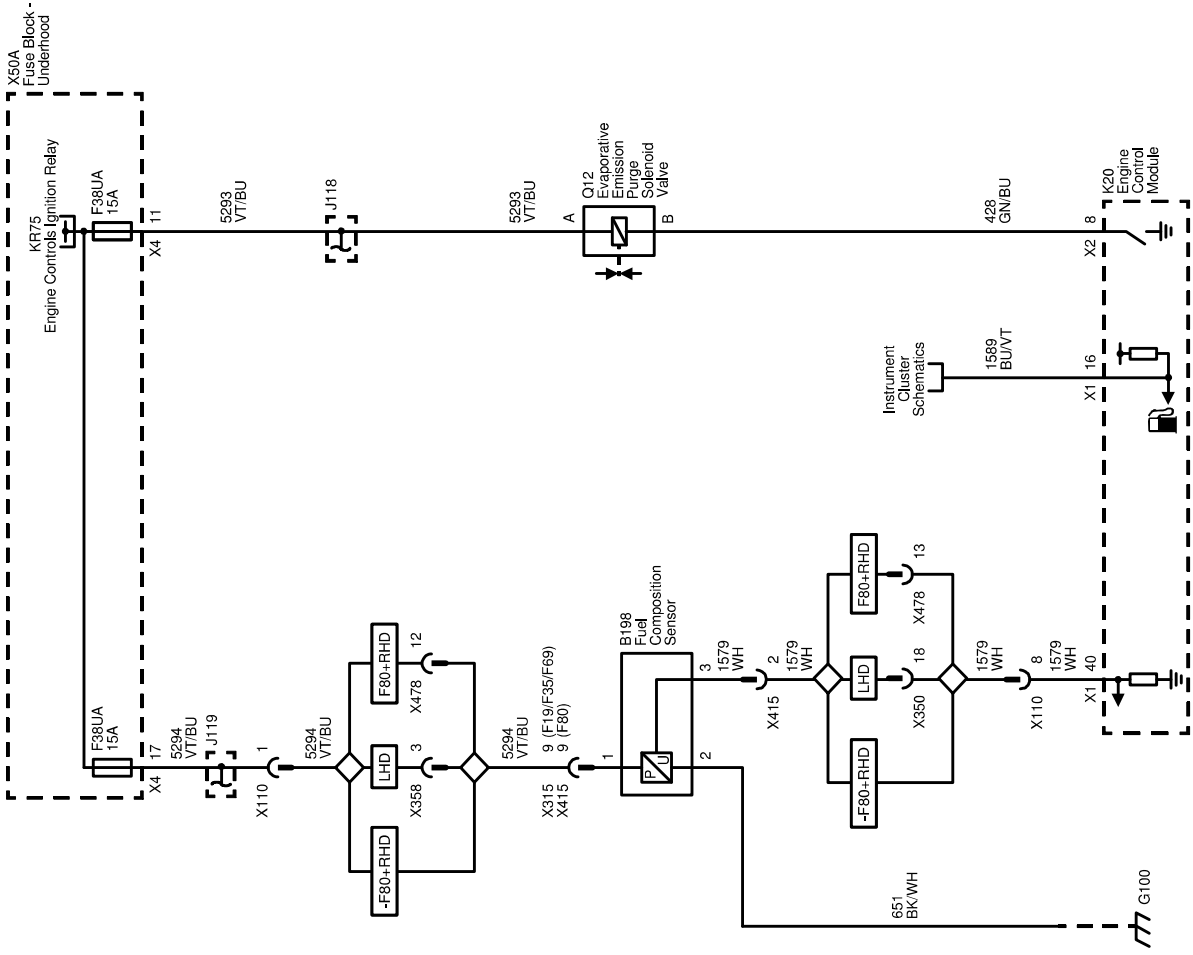 X50A
Fuse Block -
Underhood
KR75
Engine Controls Ignition Relay
F38UA
15A
X4
11
5293
VT/BU
J118
5293
VT/BU
A
Q12
Evaporative
Emission
Purge
Solenoid
Valve
B
428
GN/BU
X2
8
K20
Engine
Control
Module
Instrument
Cluster
Schematics
1589
BU/VT
X1
16
F38UA
15A
X4
17
5294
VT/BU
J119
X110
1
5294
VT/BU
-F80+RHD
LHD
F80+RHD
X358
3
X478
12
5294
VT/BU
X315
9 (F19/F35/F69)
X415
9 (F80)
1
B198
Fuel
Composition
Sensor
P
U
2
3
651
BK/WH
G100
1579
WH
X415
2
1579
WH
-F80+RHD
LHD
F80+RHD
X350
18
X478
13
1579
WH
X110
8
1579
WH
X1
40